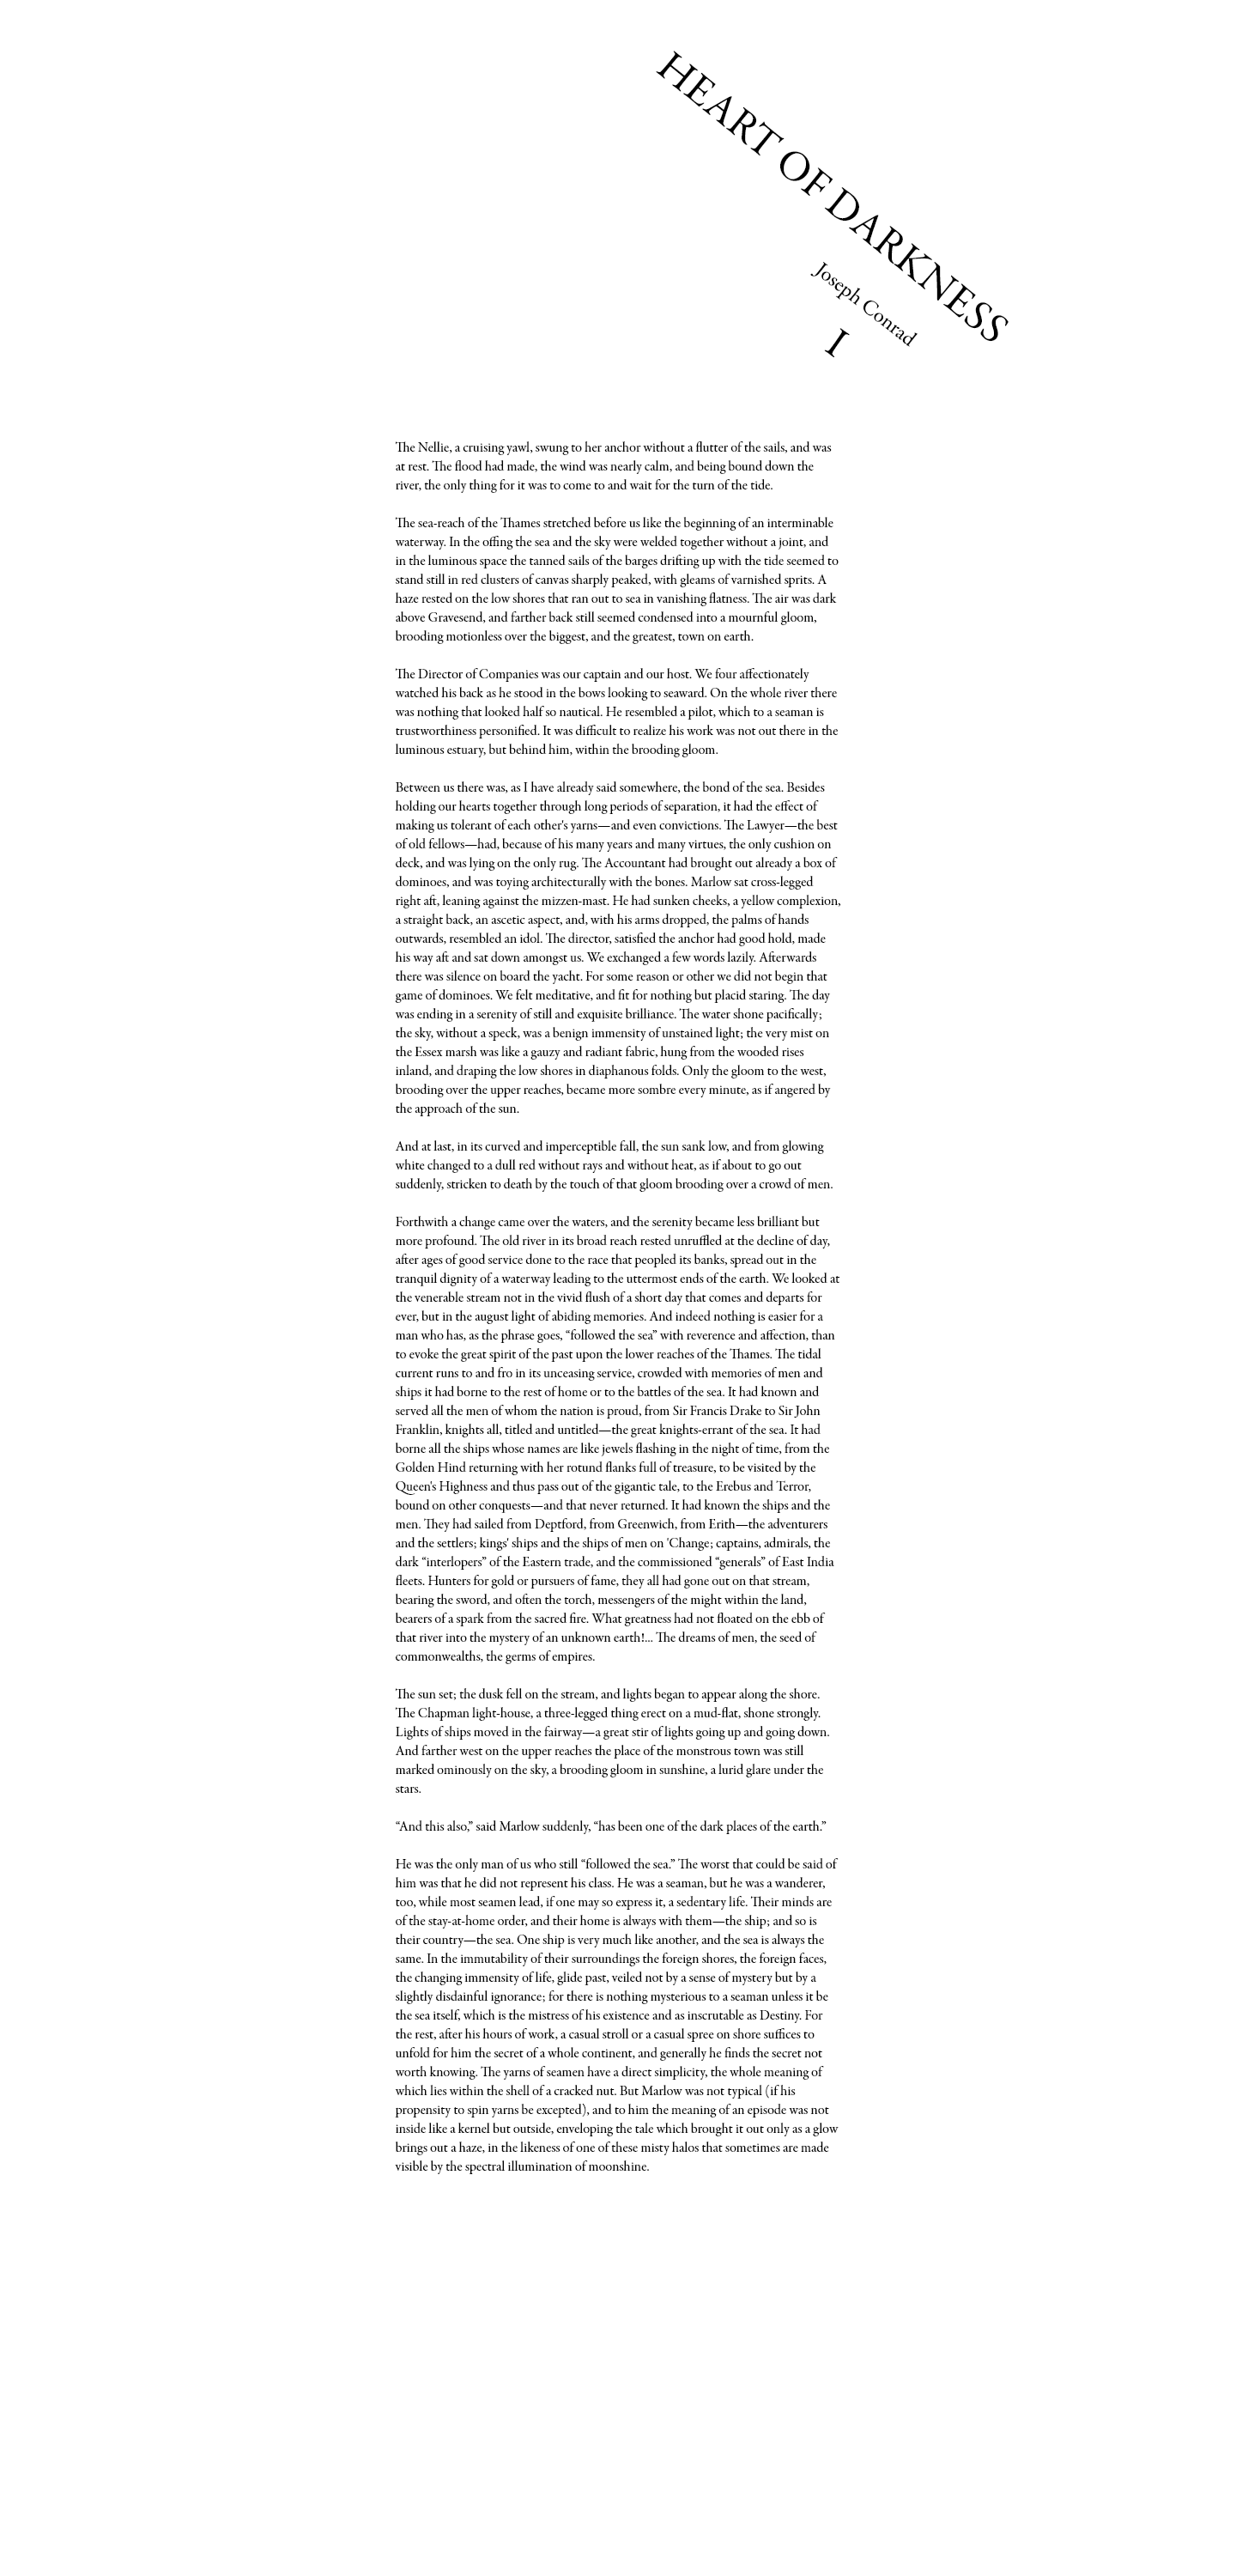 HEART OF DARKNESS
Joseph Conrad
I
The Nellie, a cruising yawl, swung to her anchor without a flutter of the sails, and was
at rest. The flood had made, the wind was nearly calm, and being bound down the
river, the only thing for it was to come to and wait for the turn of the tide.
The sea-reach of the Thames stretched before us like the beginning of an interminable
waterway. In the offing the sea and the sky were welded together without a joint, and
in the luminous space the tanned sails of the barges drifting up with the tide seemed to
stand still in red clusters of canvas sharply peaked, with gleams of varnished sprits. A
haze rested on the low shores that ran out to sea in vanishing flatness. The air was dark
above Gravesend, and farther back still seemed condensed into a mournful gloom,
brooding motionless over the biggest, and the greatest, town on earth.
The Director of Companies was our captain and our host. We four affectionately
watched his back as he stood in the bows looking to seaward. On the whole river there
was nothing that looked half so nautical. He resembled a pilot, which to a seaman is
trustworthiness personified. It was difficult to realize his work was not out there in the
luminous estuary, but behind him, within the brooding gloom.
Between us there was, as I have already said somewhere, the bond of the sea. Besides
holding our hearts together through long periods of separation, it had the effect of
making us tolerant of each other's yarns—and even convictions. The Lawyer—the best
of old fellows—had, because of his many years and many virtues, the only cushion on
deck, and was lying on the only rug. The Accountant had brought out already a box of
dominoes, and was toying architecturally with the bones. Marlow sat cross-legged
right aft, leaning against the mizzen-mast. He had sunken cheeks, a yellow complexion,
a straight back, an ascetic aspect, and, with his arms dropped, the palms of hands
outwards, resembled an idol. The director, satisfied the anchor had good hold, made
his way aft and sat down amongst us. We exchanged a few words lazily. Afterwards
there was silence on board the yacht. For some reason or other we did not begin that
game of dominoes. We felt meditative, and fit for nothing but placid staring. The day
was ending in a serenity of still and exquisite brilliance. The water shone pacifically;
the sky, without a speck, was a benign immensity of unstained light; the very mist on
the Essex marsh was like a gauzy and radiant fabric, hung from the wooded rises
inland, and draping the low shores in diaphanous folds. Only the gloom to the west,
brooding over the upper reaches, became more sombre every minute, as if angered by
the approach of the sun.
And at last, in its curved and imperceptible fall, the sun sank low, and from glowing
white changed to a dull red without rays and without heat, as if about to go out
suddenly, stricken to death by the touch of that gloom brooding over a crowd of men.
Forthwith a change came over the waters, and the serenity became less brilliant but
more profound. The old river in its broad reach rested unruffled at the decline of day,
after ages of good service done to the race that peopled its banks, spread out in the
tranquil dignity of a waterway leading to the uttermost ends of the earth. We looked at
the venerable stream not in the vivid flush of a short day that comes and departs for
ever, but in the august light of abiding memories. And indeed nothing is easier for a
man who has, as the phrase goes, “followed the sea” with reverence and affection, than
to evoke the great spirit of the past upon the lower reaches of the Thames. The tidal
current runs to and fro in its unceasing service, crowded with memories of men and
ships it had borne to the rest of home or to the battles of the sea. It had known and
served all the men of whom the nation is proud, from Sir Francis Drake to Sir John
Franklin, knights all, titled and untitled—the great knights-errant of the sea. It had
borne all the ships whose names are like jewels flashing in the night of time, from the
Golden Hind returning with her rotund flanks full of treasure, to be visited by the
Queen's Highness and thus pass out of the gigantic tale, to the Erebus and Terror,
bound on other conquests—and that never returned. It had known the ships and the
men. They had sailed from Deptford, from Greenwich, from Erith—the adventurers
and the settlers; kings' ships and the ships of men on 'Change; captains, admirals, the
dark “interlopers” of the Eastern trade, and the commissioned “generals” of East India
fleets. Hunters for gold or pursuers of fame, they all had gone out on that stream,
bearing the sword, and often the torch, messengers of the might within the land,
bearers of a spark from the sacred fire. What greatness had not floated on the ebb of
that river into the mystery of an unknown earth!... The dreams of men, the seed of
commonwealths, the germs of empires.
The sun set; the dusk fell on the stream, and lights began to appear along the shore.
The Chapman light-house, a three-legged thing erect on a mud-flat, shone strongly.
Lights of ships moved in the fairway—a great stir of lights going up and going down.
And farther west on the upper reaches the place of the monstrous town was still
marked ominously on the sky, a brooding gloom in sunshine, a lurid glare under the
stars.
“And this also,” said Marlow suddenly, “has been one of the dark places of the earth.”
He was the only man of us who still “followed the sea.” The worst that could be said of
him was that he did not represent his class. He was a seaman, but he was a wanderer,
too, while most seamen lead, if one may so express it, a sedentary life. Their minds are
of the stay-at-home order, and their home is always with them—the ship; and so is
their country—the sea. One ship is very much like another, and the sea is always the
same. In the immutability of their surroundings the foreign shores, the foreign faces,
the changing immensity of life, glide past, veiled not by a sense of mystery but by a
slightly disdainful ignorance; for there is nothing mysterious to a seaman unless it be
the sea itself, which is the mistress of his existence and as inscrutable as Destiny. For
the rest, after his hours of work, a casual stroll or a casual spree on shore suffices to
unfold for him the secret of a whole continent, and generally he finds the secret not
worth knowing. The yarns of seamen have a direct simplicity, the whole meaning of
which lies within the shell of a cracked nut. But Marlow was not typical (if his
propensity to spin yarns be excepted), and to him the meaning of an episode was not
inside like a kernel but outside, enveloping the tale which brought it out only as a glow
brings out a haze, in the likeness of one of these misty halos that sometimes are made
visible by the spectral illumination of moonshine.